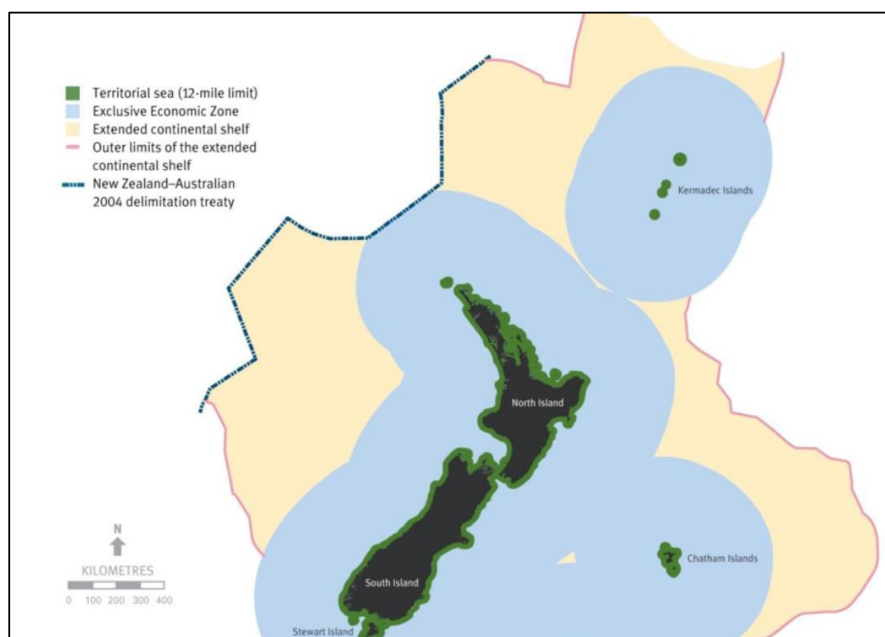 Territorial sea (12-mile limit)
Exclusive Economic Zone
Extended continental shelf
Outer limits of the extended
continental shelf
New Zealand–Australian
2004 delimitation treaty
Kermadec Islands
North Island
Chatham Islands
South Island
Stewart Island
N
KILOMETRES
0 100 200 300 400